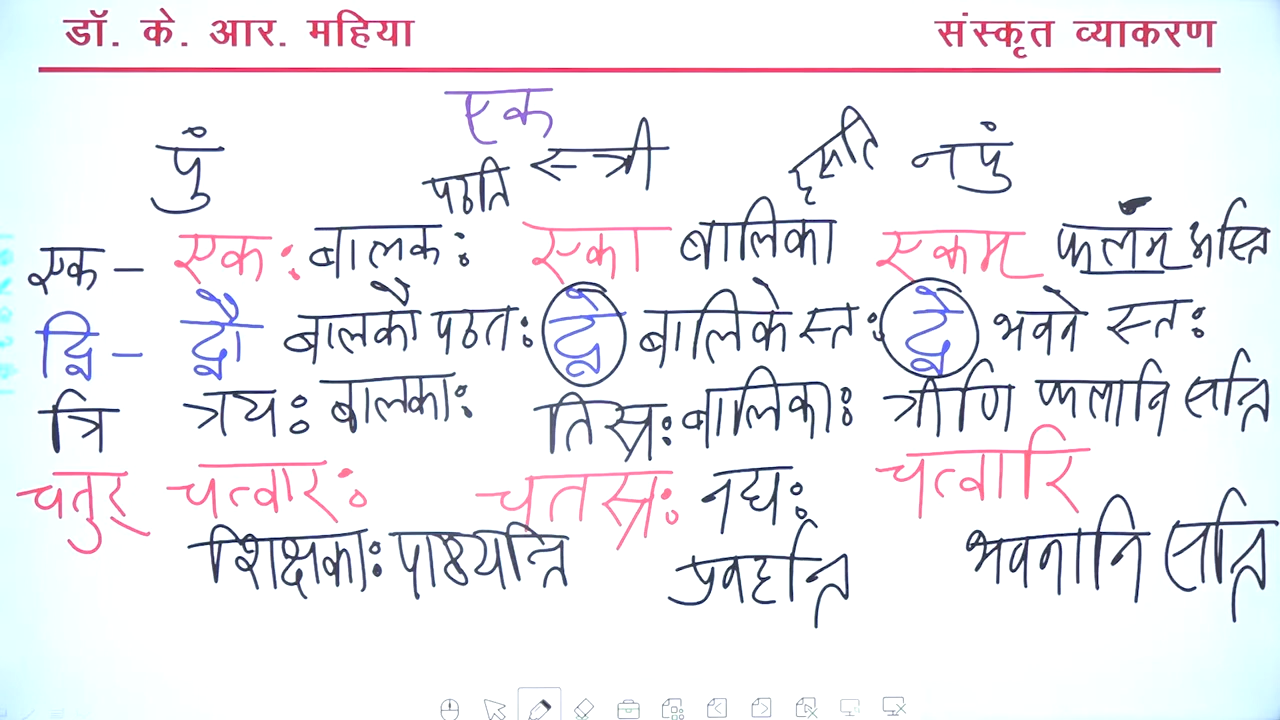 डॉ. के. आर. महिया संस्कृत व्याकरण
एक
पुं पठति स्त्री हसति नपुं
एक - एकः बालकः एका बालिका एकम् फलम् अस्ति
द्वि - द्वौ बालकौ पठतः द्वे बालिके स्तः द्वे भवने स्तः
त्रि त्रयः बालकाः तिस्रः बालिकाः त्रीणि फलानि सन्ति
चतुर् चत्वारः चतस्रः नद्यः चत्वारि
शिक्षकाः पाठयन्ति प्रवहन्ति भवनानि सन्ति